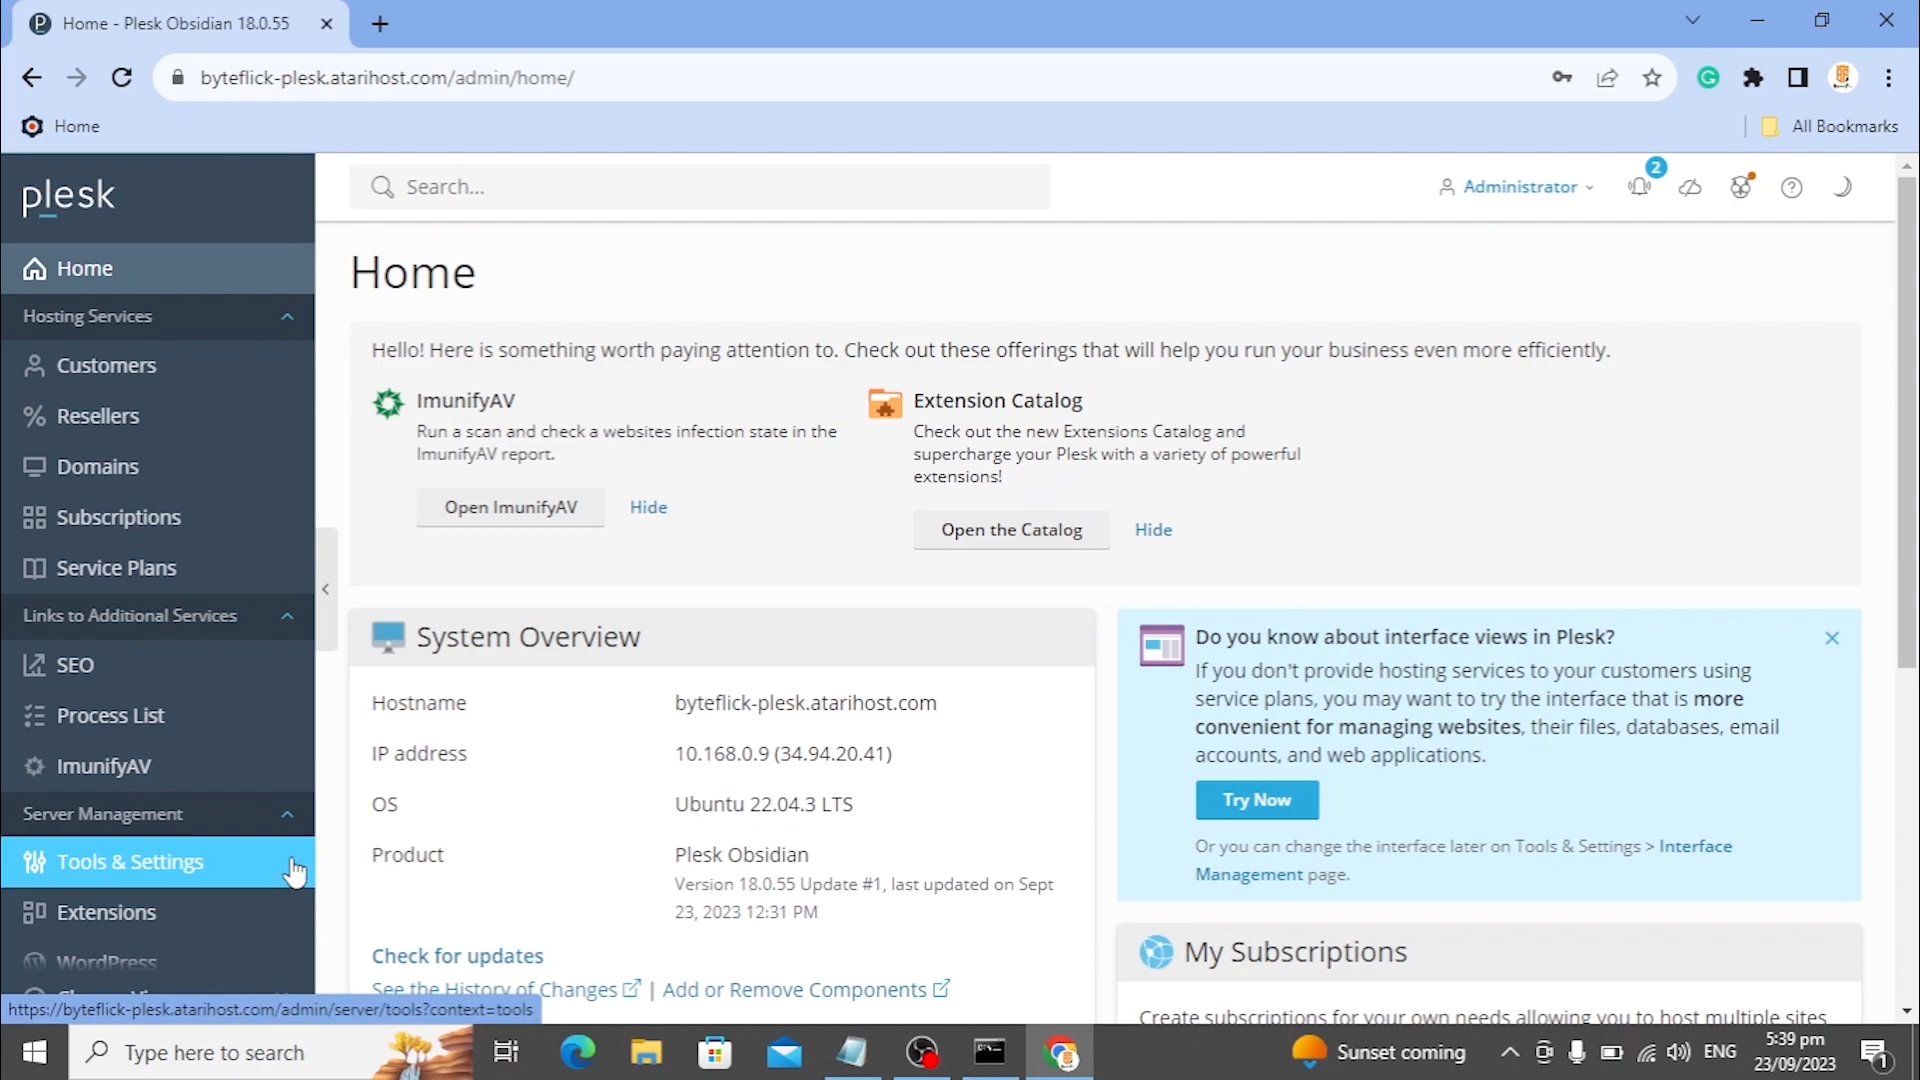 Home - Plesk Obsidian 18.0.55
byteflick-plesk.atarihost.com/admin/home/
Home
All Bookmarks
plesk
Search...
2
Administrator
Home
Hosting Services
Customers
Resellers
Domains
Subscriptions
Service Plans
Links to Additional Services
SEO
Process List
ImunifyAV
Server Management
Tools & Settings
Extensions
WordPress
https://byteflick-plesk.atarihost.com/admin/server/tools?context=tools
Home
Hello! Here is something worth paying attention to. Check out these offerings that will help you run your business even more efficiently.
ImunifyAV
Run a scan and check a websites infection state in the
ImunifyAV report.
Open ImunifyAV
Hide
Extension Catalog
Check out the new Extensions Catalog and
supercharge your Plesk with a variety of powerful
extensions!
Open the Catalog
Hide
System Overview
Hostname byteflick-plesk.atarihost.com
IP address 10.168.0.9 (34.94.20.41)
OS Ubuntu 22.04.3 LTS
Product Plesk Obsidian
Version 18.0.55 Update #1, last updated on Sept
23, 2023 12:31 PM
Check for updates
See the History of Changes | Add or Remove Components
Do you know about interface views in Plesk?
If you don't provide hosting services to your customers using
service plans, you may want to try the interface that is more
convenient for managing websites, their files, databases, email
accounts, and web applications.
Try Now
Or you can change the interface later on Tools & Settings > Interface
Management page.
My Subscriptions
Create subscriptions for your own needs allowing you to host multiple sites
Type here to search
Sunset coming
ENG
5:39 pm
23/09/2023
1